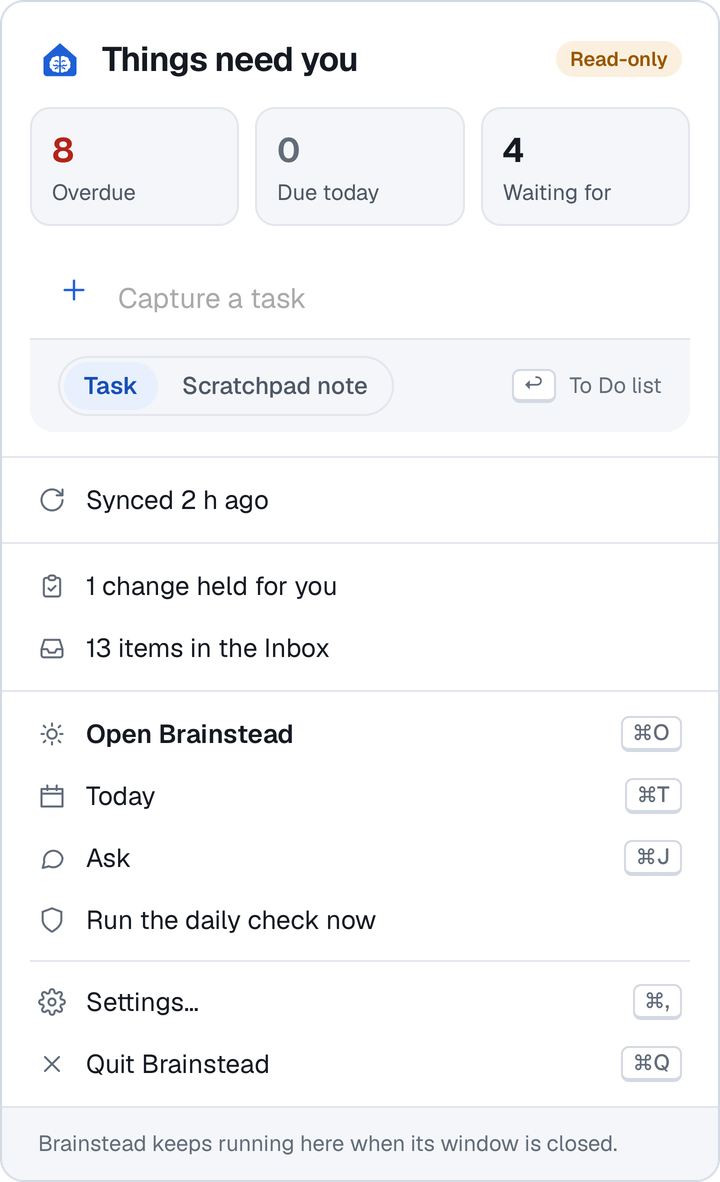 Things need you
Read-only
8
Overdue
0
Due today
4
Waiting for
Capture a task
Task
Scratchpad note
To Do list
Synced 2 h ago
1 change held for you
13 items in the Inbox
Open Brainstead
⌘O
Today
⌘T
Ask
⌘J
Run the daily check now
Settings…
⌘,
Quit Brainstead
⌘Q
Brainstead keeps running here when its window is closed.